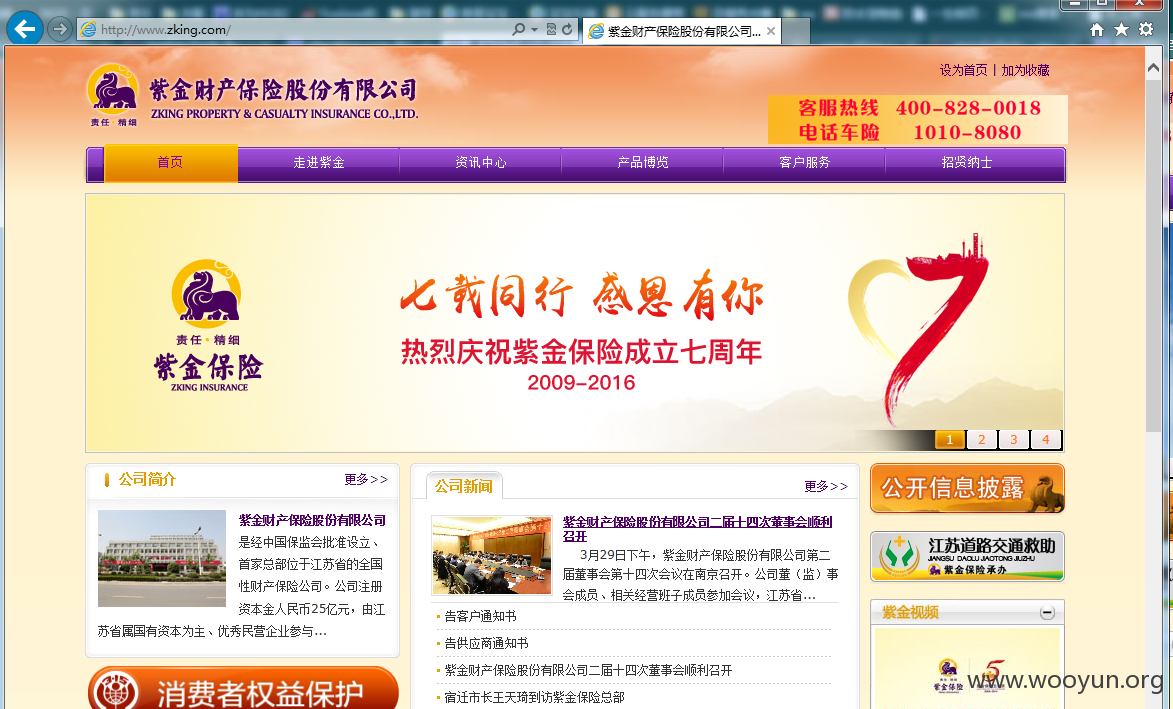 http://www.zking.com/
紫金财产保险股份有限公司...
设为首页 | 加为收藏
责任·精细
紫金财产保险股份有限公司
ZKING PROPERTY & CASUALTY INSURANCE CO.,LTD.
客服热线 400-828-0018
电话车险 1010-8080
首页 走进紫金 资讯中心 产品博览 客户服务 招贤纳士
责任·精细
紫金保险
ZKING INSURANCE
七载同行 感恩有你
热烈庆祝紫金保险成立七周年
2009-2016
1 2 3 4
公司简介 更多>>
紫金财产保险股份有限公司
是经中国保监会批准设立、
首家总部位于江苏省的全国
性财产保险公司。公司注册
资本金人民币25亿元，由江
苏省属国有资本为主、优秀民营企业参与...
消费者权益保护
公司新闻 更多>>
紫金财产保险股份有限公司二届十四次董事会顺利
召开
3月29日下午，紫金财产保险股份有限公司第二
届董事会第十四次会议在南京召开。公司董（监）事
会成员、相关经营班子成员参加会议，江苏省...
告客户通知书
告供应商通知书
紫金财产保险股份有限公司二届十四次董事会顺利召开
宿迁市长王天琦到访紫金保险总部
公开信息披露
江苏道路交通救助
JIANGSU DAOLU JIAOTONG JIUZHU
紫金保险承办
紫金视频
紫金保险
www.wooyun.org